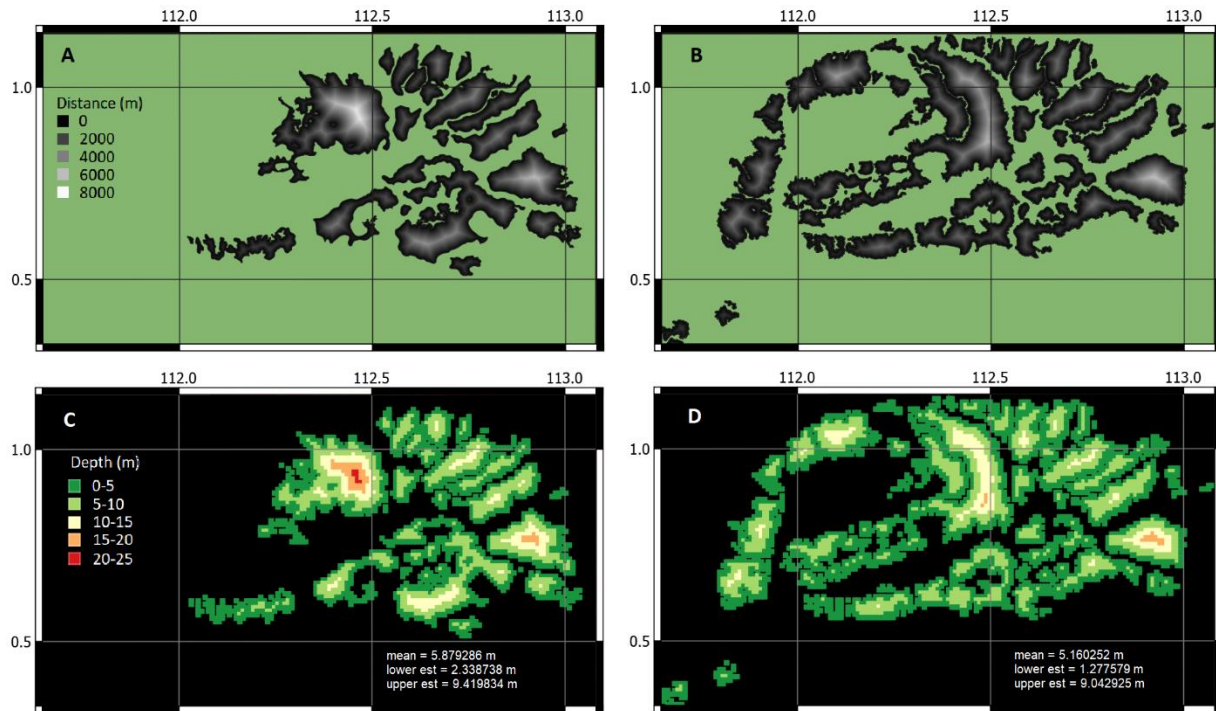 112.0 112.5 113.0
112.0 112.5 113.0
A
B
1.0
1.0
Distance (m)
0
2000
4000
6000
8000
0.5
0.5
112.0 112.5 113.0
112.0 112.5 113.0
C
D
1.0
1.0
Depth (m)
0-5
5-10
10-15
15-20
20-25
0.5
0.5
mean = 5.879286 m
lower est = 2.338738 m
upper est = 9.419834 m
mean = 5.160252 m
lower est = 1.277579 m
upper est = 9.042925 m